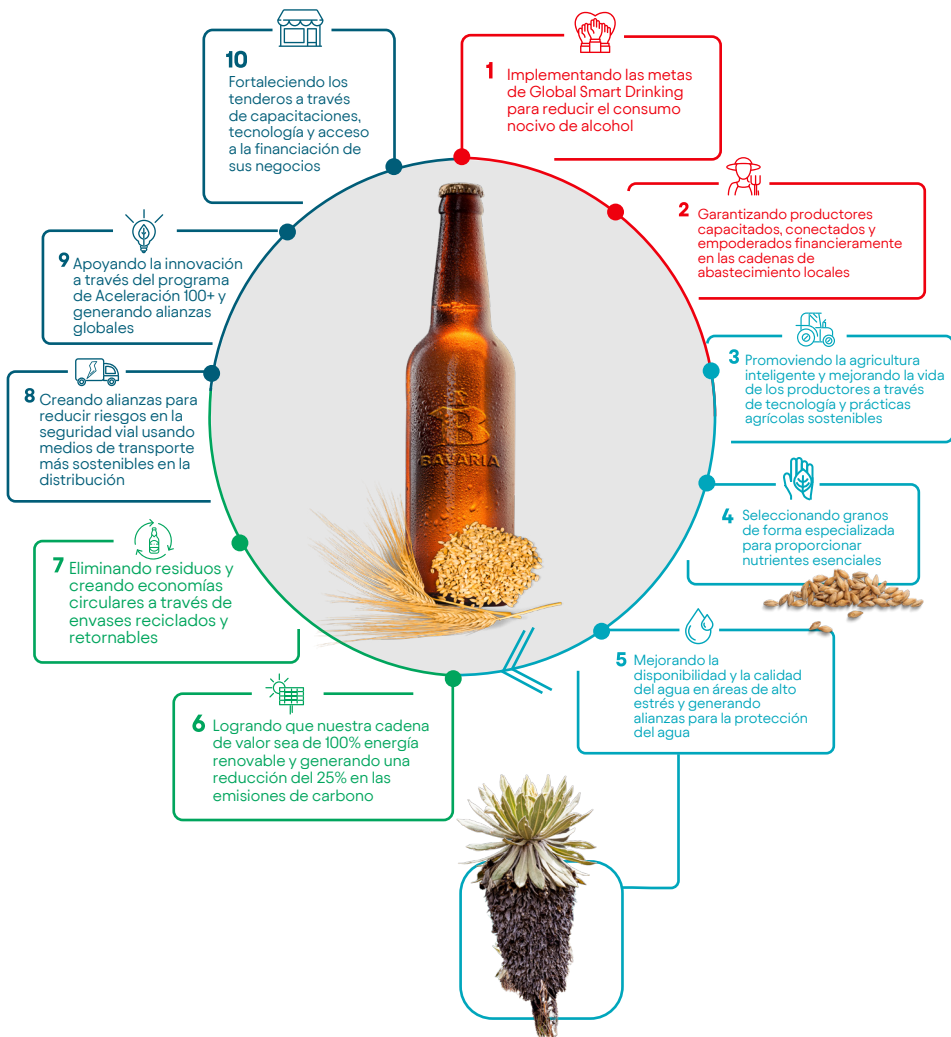 1 Implementando las metas
de Global Smart Drinking
para reducir el consumo
nocivo de alcohol
2 Garantizando productores
capacitados, conectados y
empoderados financieramente
en las cadenas de
abastecimiento locales
3 Promoviendo la agricultura
inteligente y mejorando la vida
de los productores a través
de tecnología y prácticas
agrícolas sostenibles
4 Seleccionando granos
de forma especializada
para proporcionar
nutrientes esenciales
5 Mejorando la
disponibilidad y la calidad
del agua en áreas de alto
estrés y generando
alianzas para la protección
del agua
6 Logrando que nuestra cadena
de valor sea de 100% energía
renovable y generando una
reducción del 25% en las
emisiones de carbono
7 Eliminando residuos y
creando economías
circulares a través de
envases reciclados y
retornables
8 Creando alianzas para
reducir riesgos en la
seguridad vial usando
medios de transporte
más sostenibles en la
distribución
9 Apoyando la innovación
a través del programa
de Aceleración 100+ y
generando alianzas
globales
10
Fortaleciendo los
tenderos a través
de capacitaciones,
tecnología y acceso
a la financiación de
sus negocios
B
BAVARIA